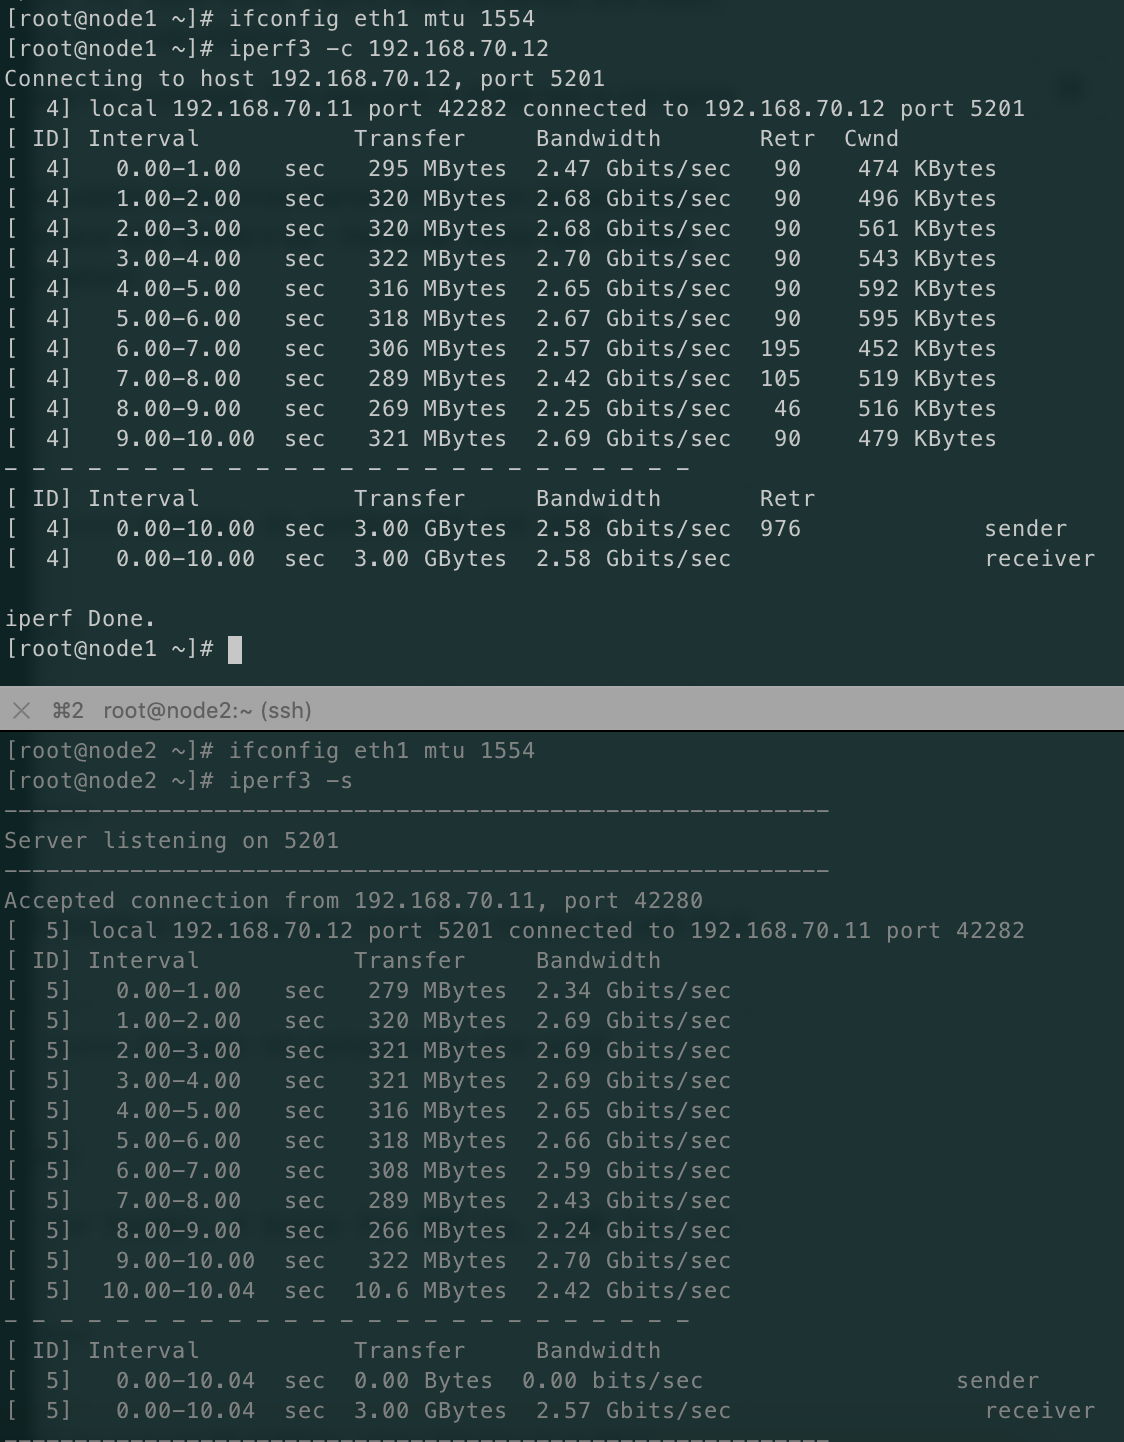 [root@node1 ~]# ifconfig eth1 mtu 1554
[root@node1 ~]# iperf3 -c 192.168.70.12
Connecting to host 192.168.70.12, port 5201
[  4] local 192.168.70.11 port 42282 connected to 192.168.70.12 port 5201
[ ID] Interval           Transfer     Bandwidth       Retr  Cwnd
[  4]   0.00-1.00   sec   295 MBytes  2.47 Gbits/sec   90    474 KBytes
[  4]   1.00-2.00   sec   320 MBytes  2.68 Gbits/sec   90    496 KBytes
[  4]   2.00-3.00   sec   320 MBytes  2.68 Gbits/sec   90    561 KBytes
[  4]   3.00-4.00   sec   322 MBytes  2.70 Gbits/sec   90    543 KBytes
[  4]   4.00-5.00   sec   316 MBytes  2.65 Gbits/sec   90    592 KBytes
[  4]   5.00-6.00   sec   318 MBytes  2.67 Gbits/sec   90    595 KBytes
[  4]   6.00-7.00   sec   306 MBytes  2.57 Gbits/sec  195    452 KBytes
[  4]   7.00-8.00   sec   289 MBytes  2.42 Gbits/sec  105    519 KBytes
[  4]   8.00-9.00   sec   269 MBytes  2.25 Gbits/sec   46    516 KBytes
[  4]   9.00-10.00  sec   321 MBytes  2.69 Gbits/sec   90    479 KBytes
- - - - - - - - - - - - - - - - - - - - - - - - -
[ ID] Interval           Transfer     Bandwidth       Retr
[  4]   0.00-10.00  sec  3.00 GBytes  2.58 Gbits/sec  976             sender
[  4]   0.00-10.00  sec  3.00 GBytes  2.58 Gbits/sec                  receiver
iperf Done.
[root@node1 ~]#
⌘2 root@node2:~ (ssh)
[root@node2 ~]# ifconfig eth1 mtu 1554
[root@node2 ~]# iperf3 -s
-----------------------------------------------------------
Server listening on 5201
-----------------------------------------------------------
Accepted connection from 192.168.70.11, port 42280
[  5] local 192.168.70.12 port 5201 connected to 192.168.70.11 port 42282
[ ID] Interval           Transfer     Bandwidth
[  5]   0.00-1.00   sec   279 MBytes  2.34 Gbits/sec
[  5]   1.00-2.00   sec   320 MBytes  2.69 Gbits/sec
[  5]   2.00-3.00   sec   321 MBytes  2.69 Gbits/sec
[  5]   3.00-4.00   sec   321 MBytes  2.69 Gbits/sec
[  5]   4.00-5.00   sec   316 MBytes  2.65 Gbits/sec
[  5]   5.00-6.00   sec   318 MBytes  2.66 Gbits/sec
[  5]   6.00-7.00   sec   308 MBytes  2.59 Gbits/sec
[  5]   7.00-8.00   sec   289 MBytes  2.43 Gbits/sec
[  5]   8.00-9.00   sec   266 MBytes  2.24 Gbits/sec
[  5]   9.00-10.00  sec   322 MBytes  2.70 Gbits/sec
[  5]  10.00-10.04  sec  10.6 MBytes  2.42 Gbits/sec
- - - - - - - - - - - - - - - - - - - - - - - - -
[ ID] Interval           Transfer     Bandwidth
[  5]   0.00-10.04  sec  0.00 Bytes  0.00 bits/sec                  sender
[  5]   0.00-10.04  sec  3.00 GBytes  2.57 Gbits/sec                  receiver
-----------------------------------------------------------